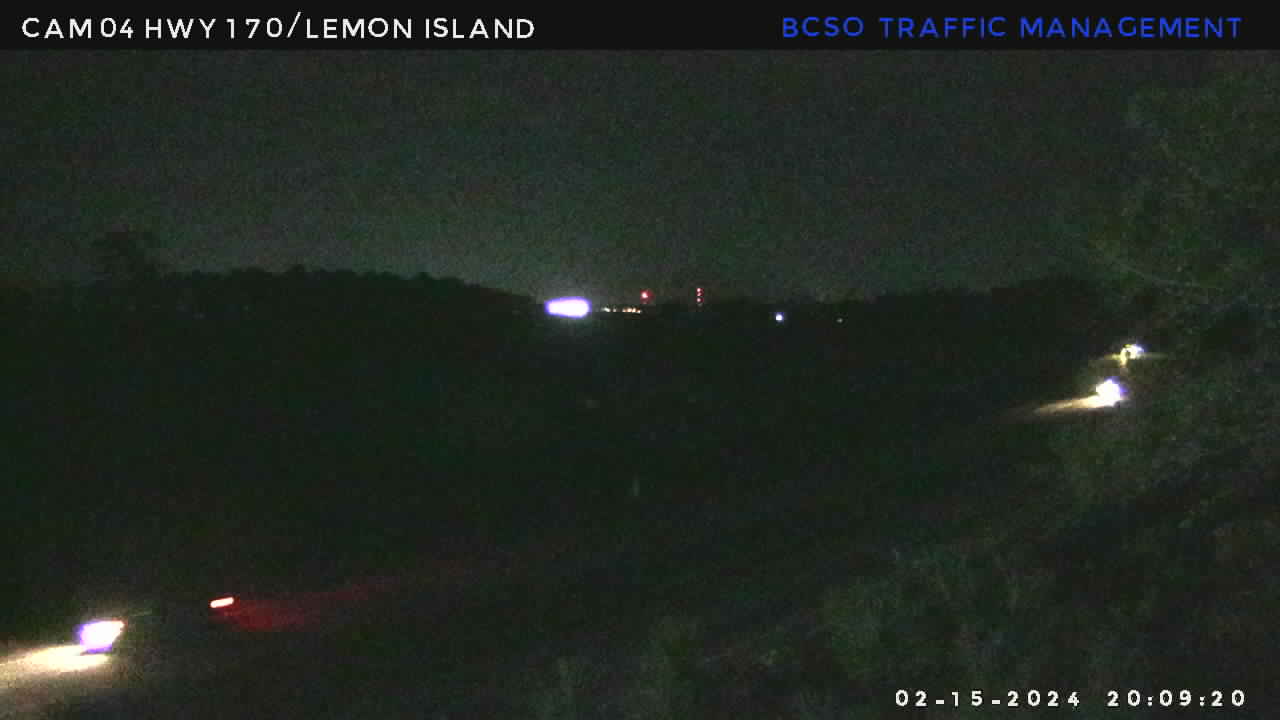 CAM04 HWY 170/LEMON ISLAND
BCSO TRAFFIC MANAGEMENT
02-15-2024 20:09:20